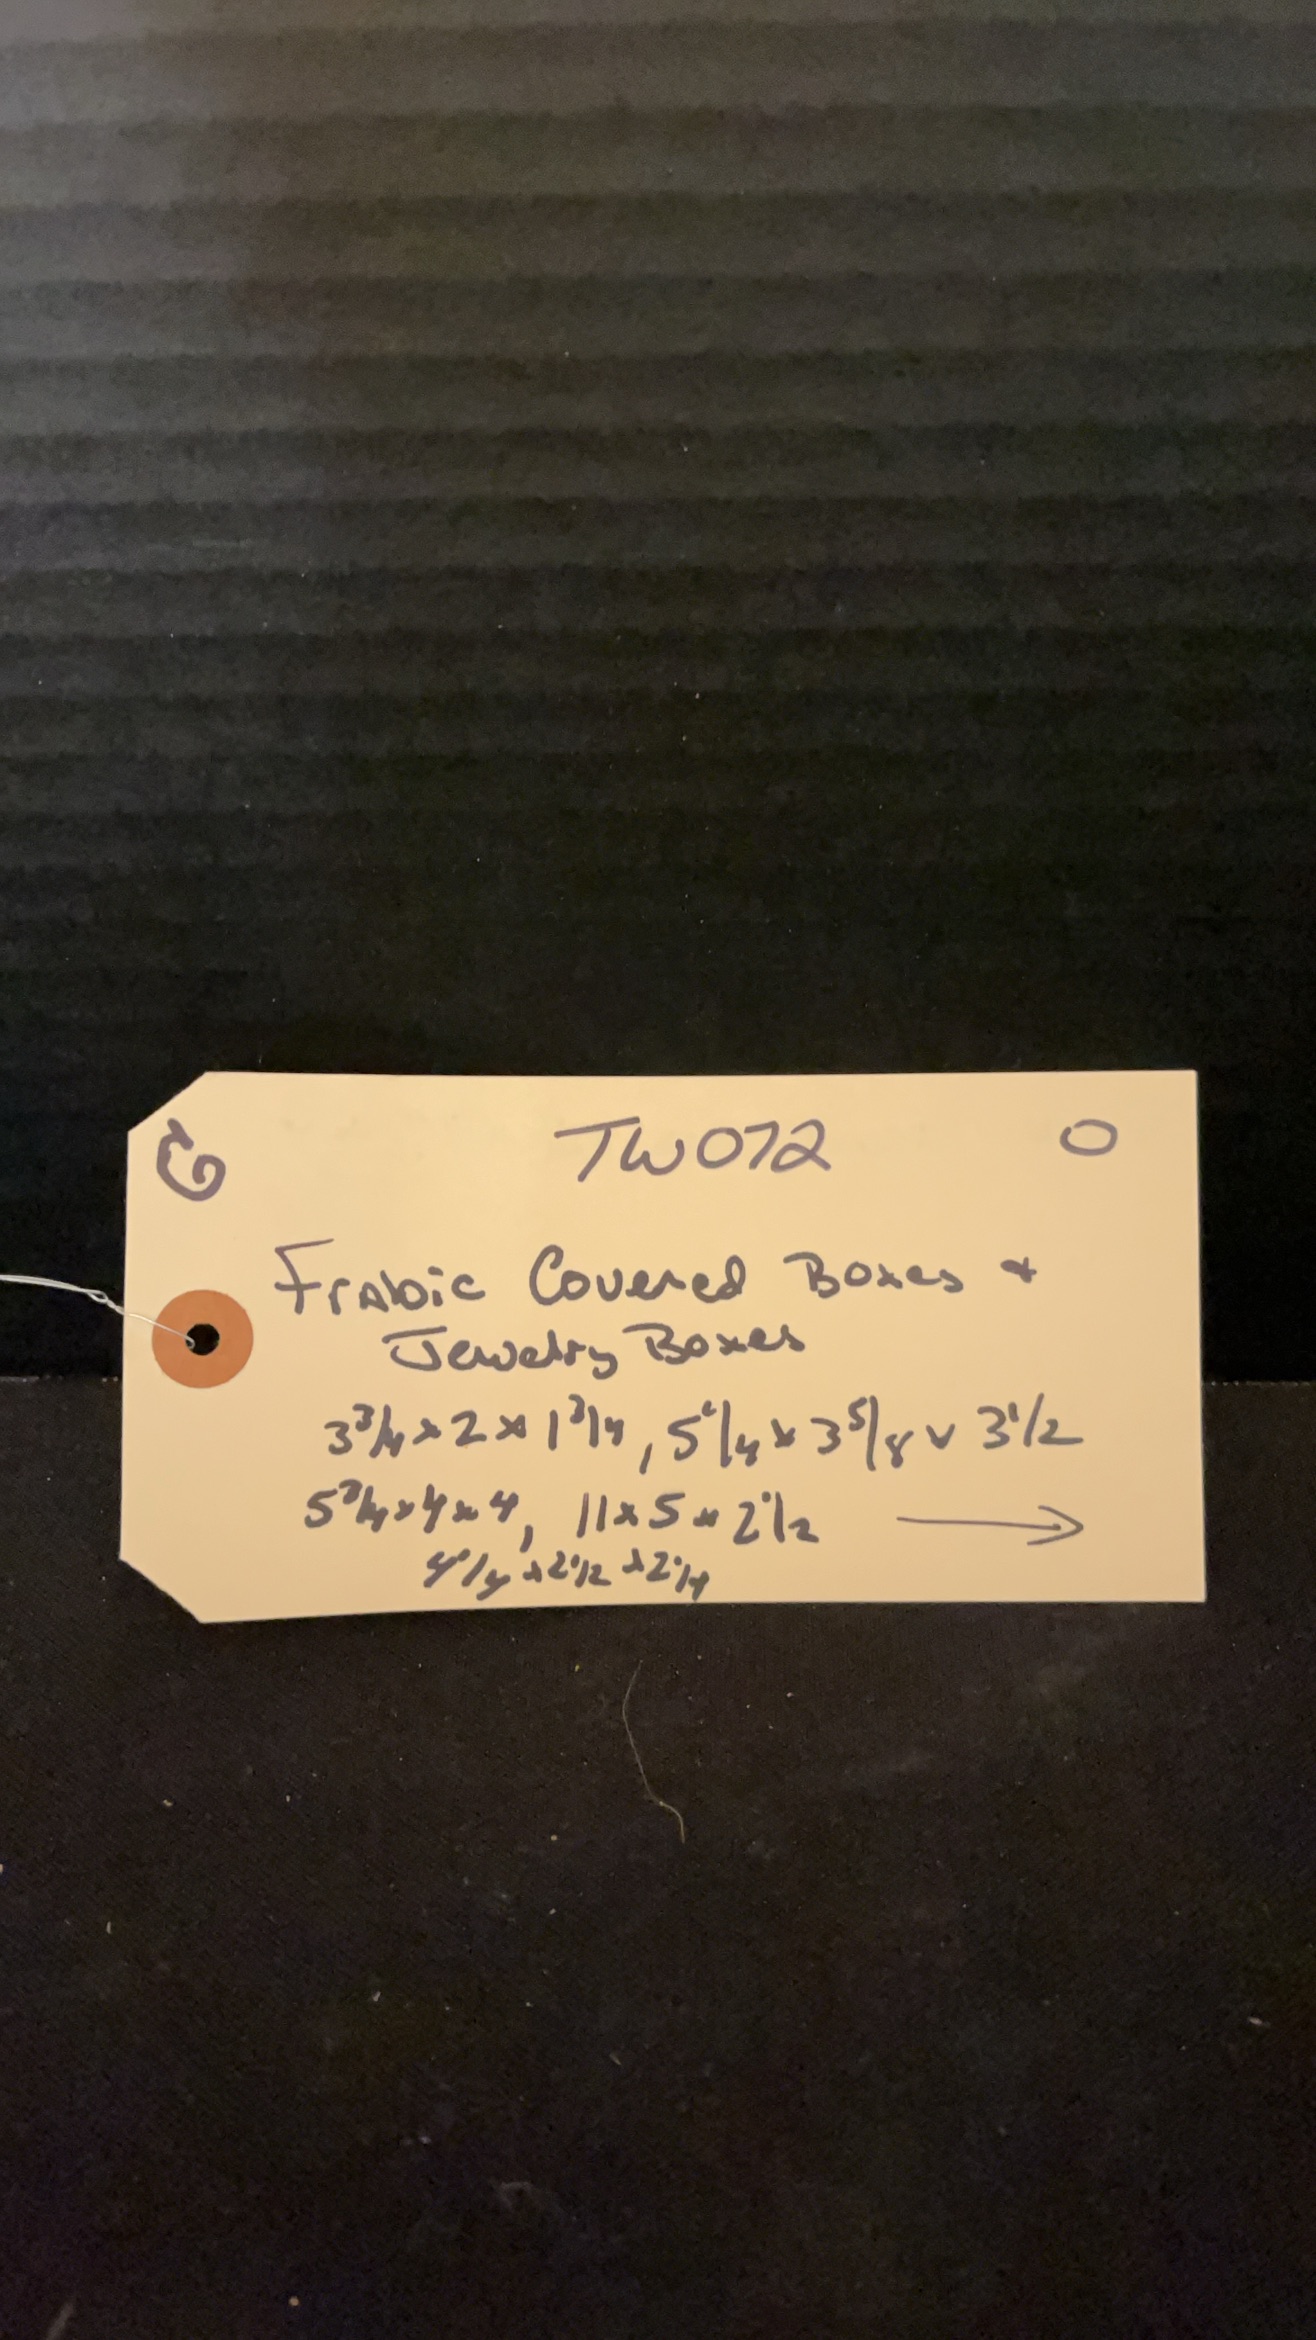 G TW072 O
Frabic Covered Boxes +
Jewelry Boxes
3 3/4 x 2 x 1 3/4, 5 1/4 x 3 5/8 x 3 1/2
5 3/4 x 4 x 4, 11 x 5 x 2 1/2 →
4 1/4 x 2 1/2 x 2 1/4